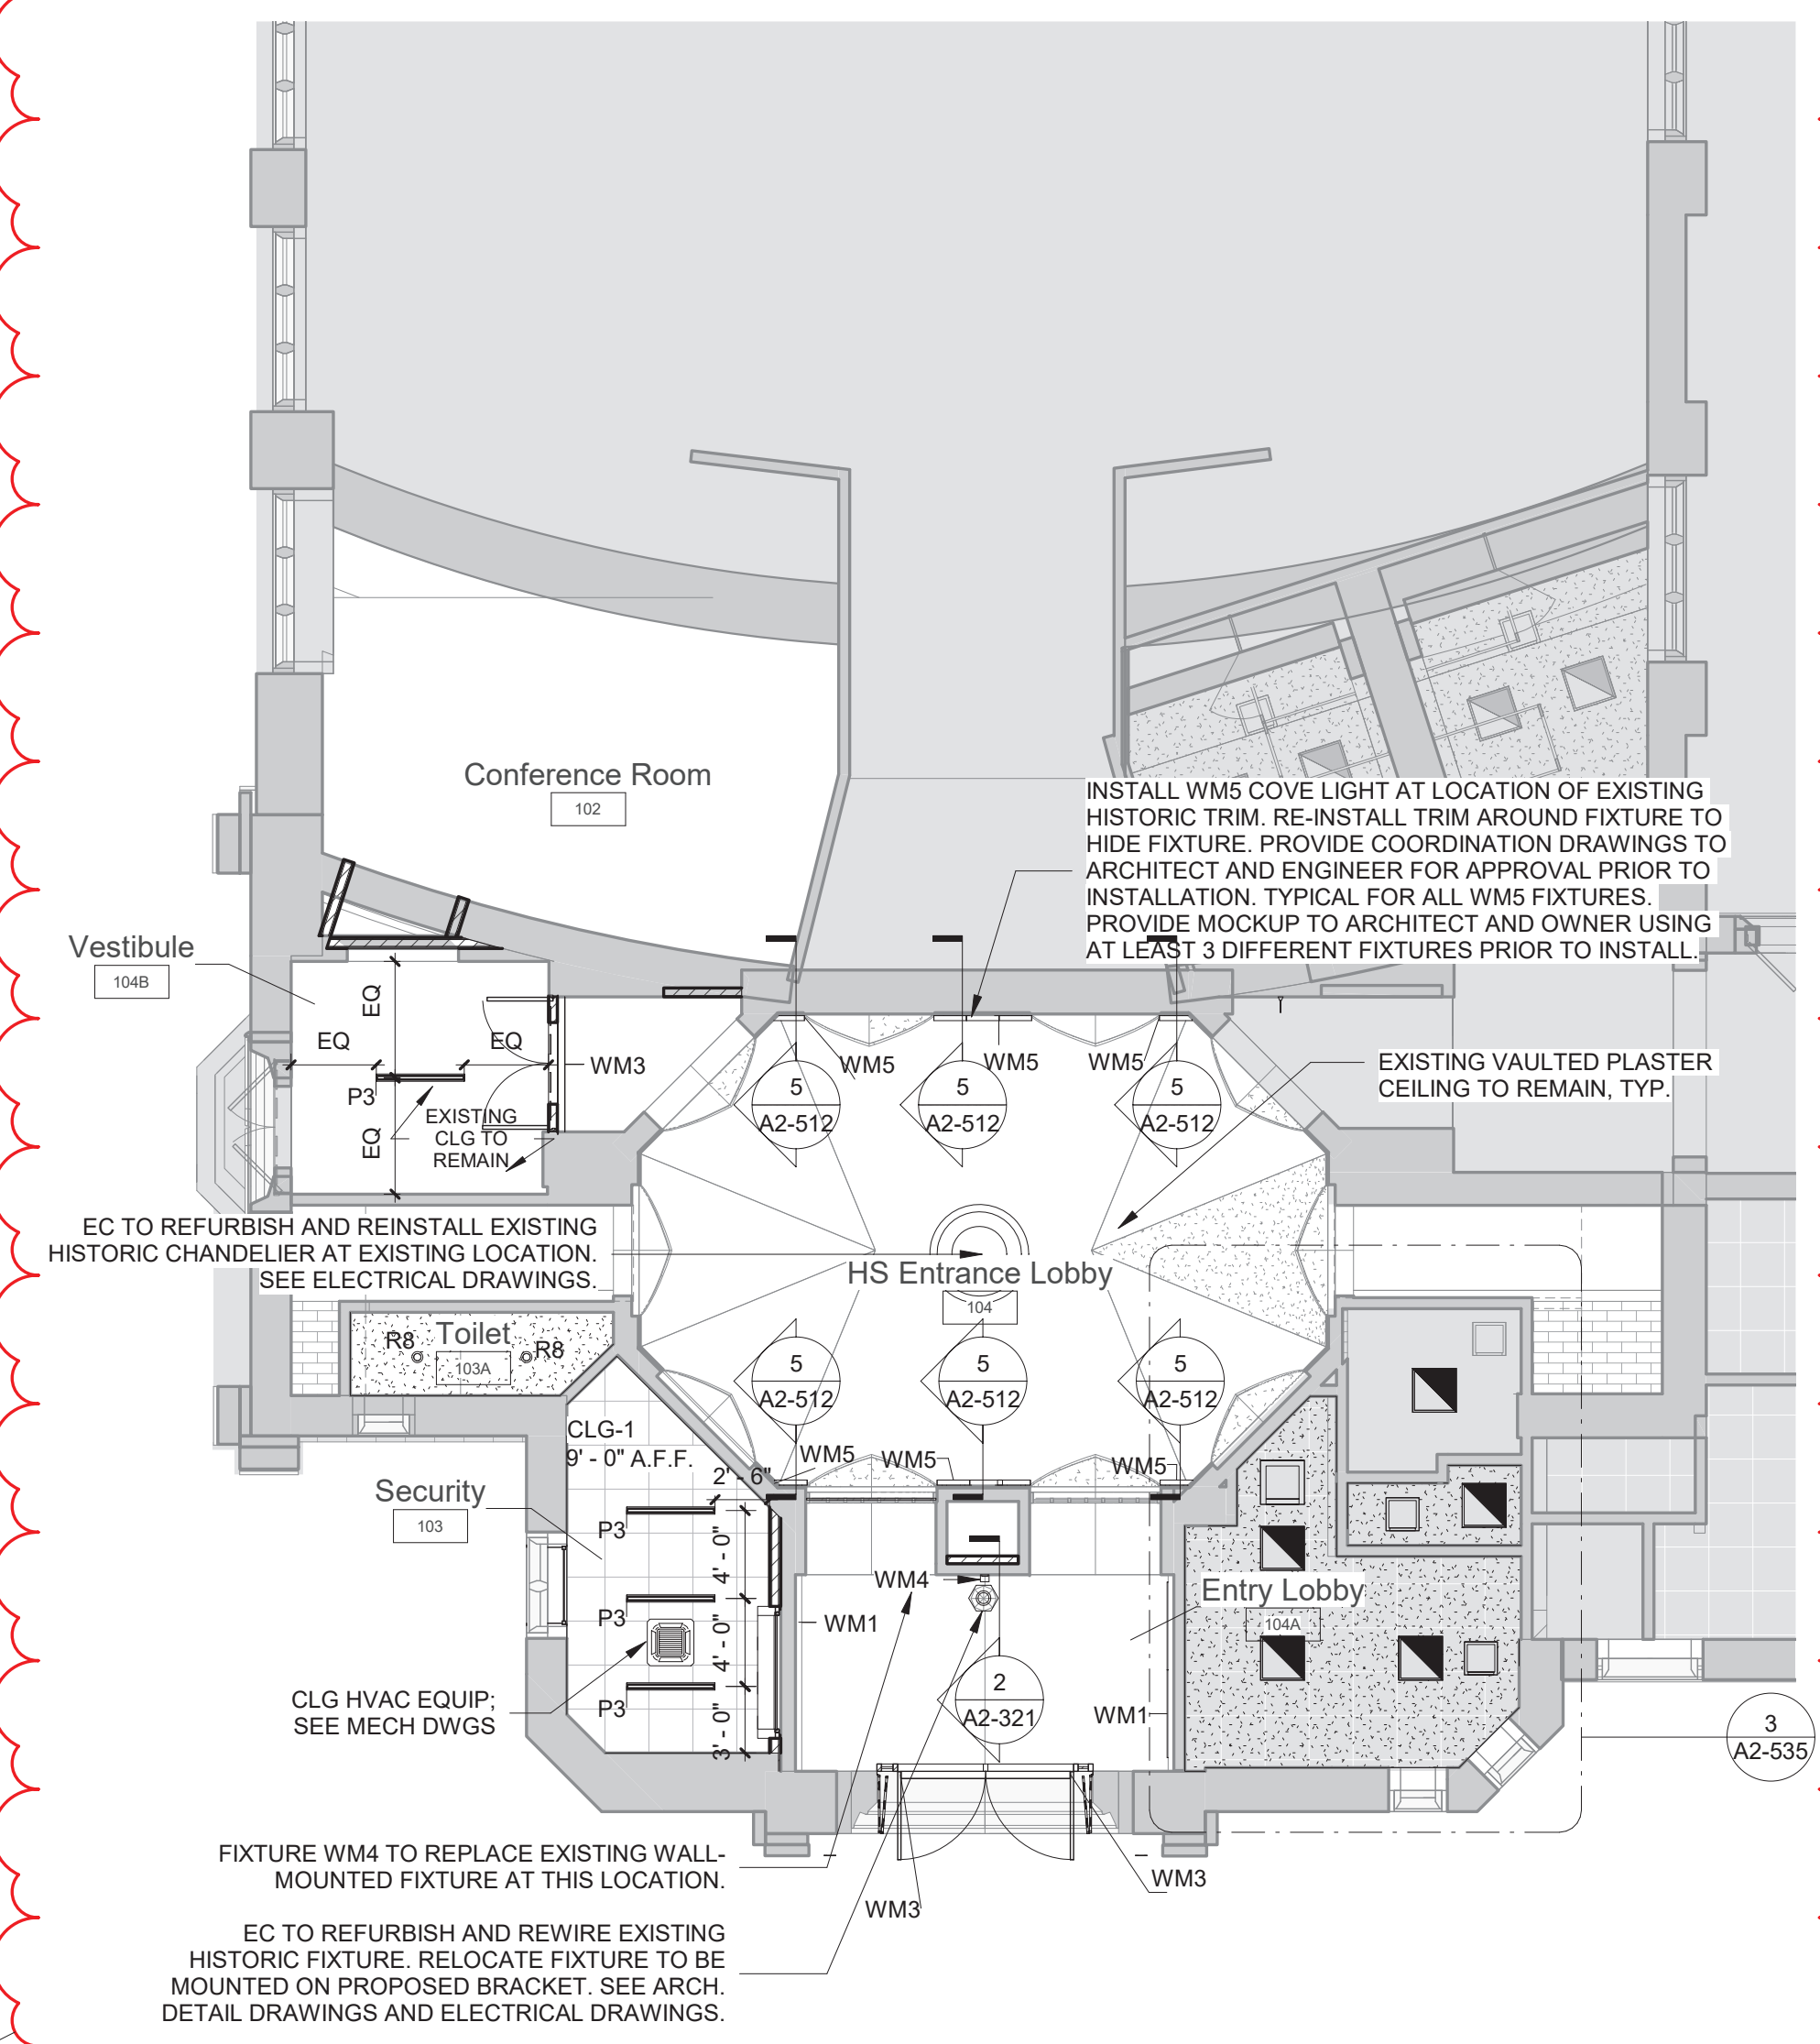 Conference Room
102
INSTALL WM5 COVE LIGHT AT LOCATION OF EXISTING
HISTORIC TRIM. RE-INSTALL TRIM AROUND FIXTURE TO
HIDE FIXTURE. PROVIDE COORDINATION DRAWINGS TO
ARCHITECT AND ENGINEER FOR APPROVAL PRIOR TO
INSTALLATION. TYPICAL FOR ALL WM5 FIXTURES.
PROVIDE MOCKUP TO ARCHITECT AND OWNER USING
AT LEAST 3 DIFFERENT FIXTURES PRIOR TO INSTALL.
Vestibule
104B
EQ
EQ
EQ
EQ
P3
EXISTING
CLG TO
REMAIN
WM3
WM5
WM5
WM5
5
A2-512
5
A2-512
5
A2-512
EXISTING VAULTED PLASTER
CEILING TO REMAIN, TYP.
EC TO REFURBISH AND REINSTALL EXISTING
HISTORIC CHANDELIER AT EXISTING LOCATION.
SEE ELECTRICAL DRAWINGS.
HS Entrance Lobby
104
R8
Toilet
R8
103A
5
A2-512
5
A2-512
5
A2-512
CLG-1
9' - 0" A.F.F.
WM5
WM5
WM5
2' - 6"
Security
103
P3
4' - 0"
P3
4' - 0"
P3
3' - 0"
WM4
WM1
Entry Lobby
104A
2
A2-321
WM1
CLG HVAC EQUIP;
SEE MECH DWGS
3
A2-535
FIXTURE WM4 TO REPLACE EXISTING WALL-
MOUNTED FIXTURE AT THIS LOCATION.
WM3
WM3
EC TO REFURBISH AND REWIRE EXISTING
HISTORIC FIXTURE. RELOCATE FIXTURE TO BE
MOUNTED ON PROPOSED BRACKET. SEE ARCH.
DETAIL DRAWINGS AND ELECTRICAL DRAWINGS.